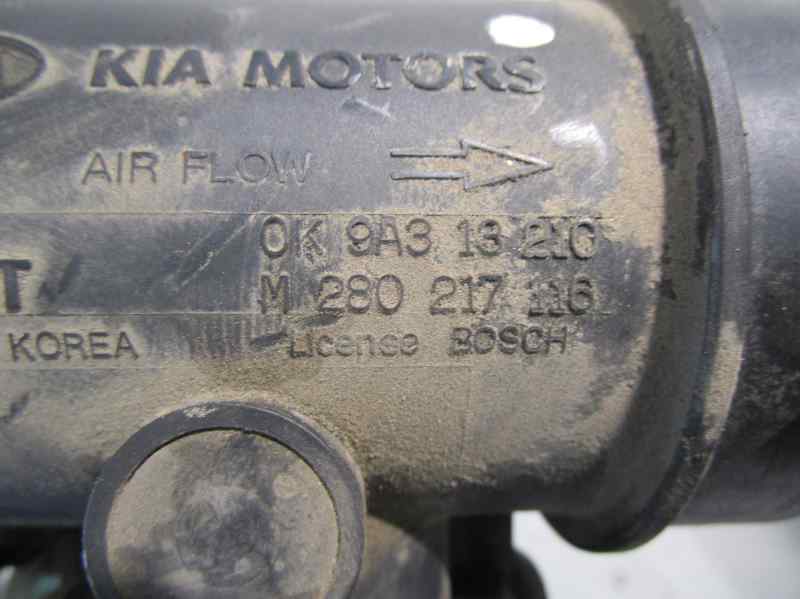 KIA MOTORS
AIR FLOW
0K 9A3 13 210
M 280 217 116
KOREA License BOSCH